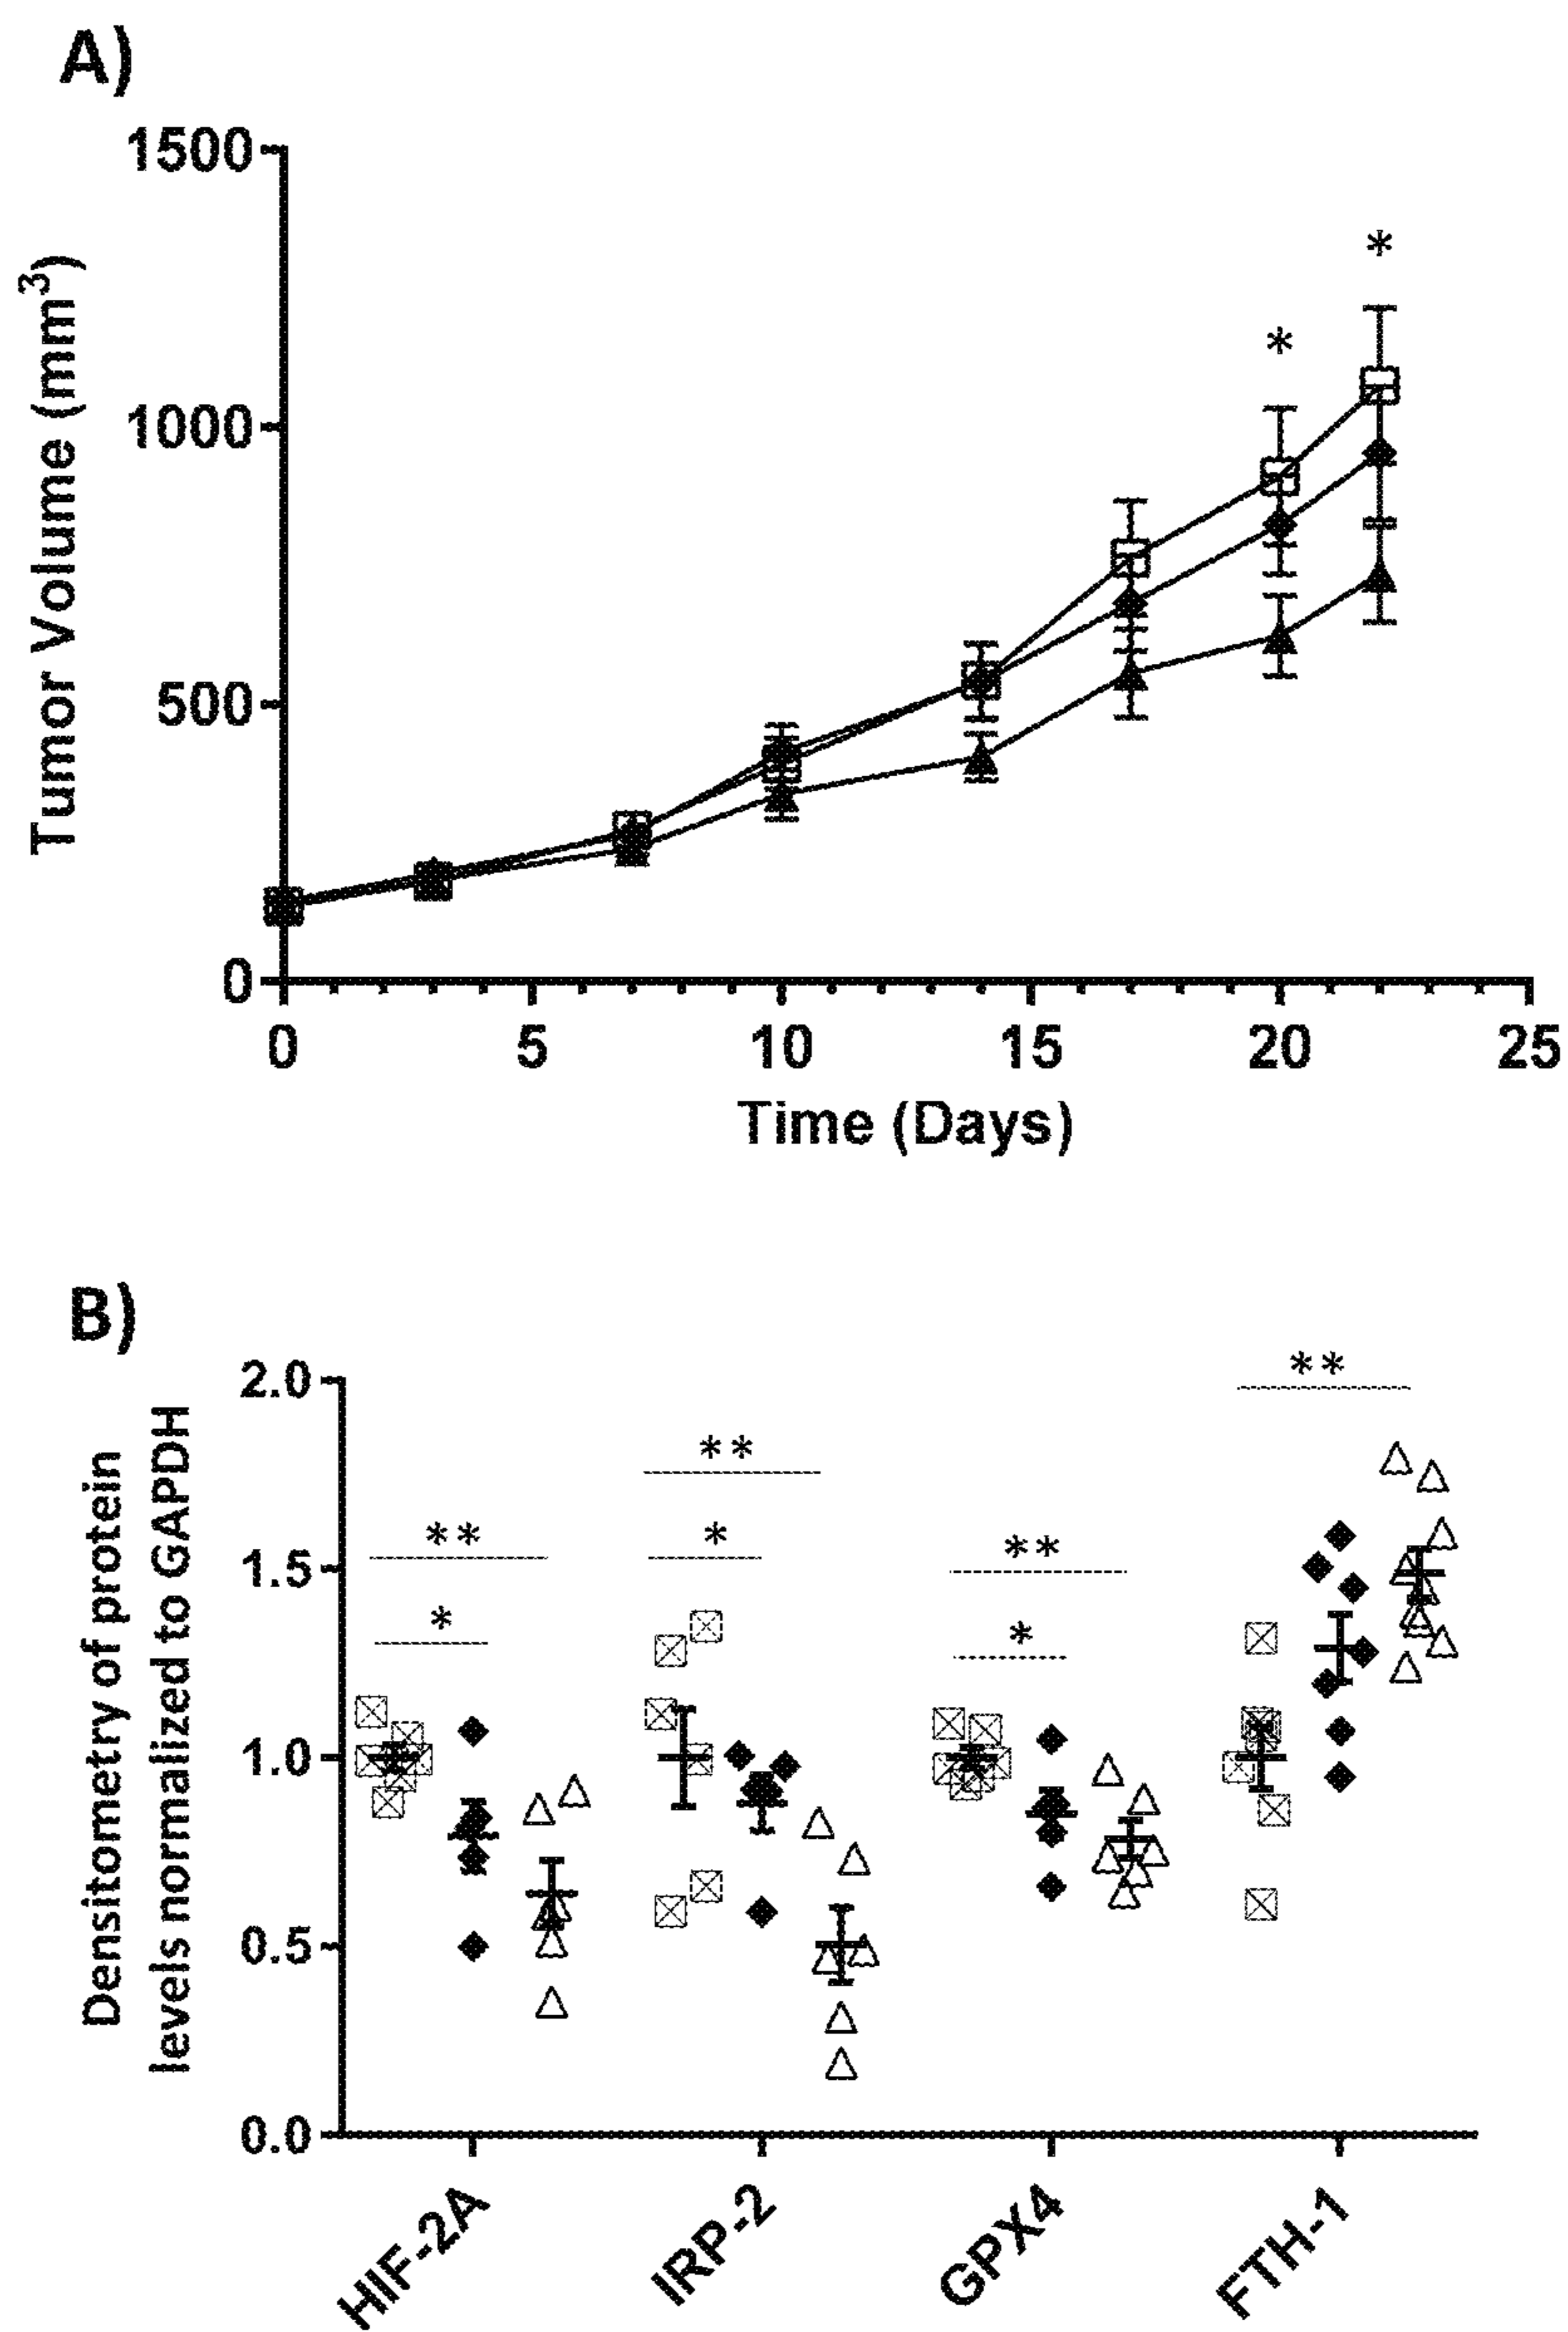 A)
1500
1000
500
0
Tumor Volume (mm³)
*
*
0 5 10 15 20 25
Time (Days)
B)
2.0
1.5
1.0
0.5
0.0
Densitometry of protein
levels normalized to GAPDH
**
*
**
*
**
*
**
HIF-2A
IRP-2
GPX4
FTH-1